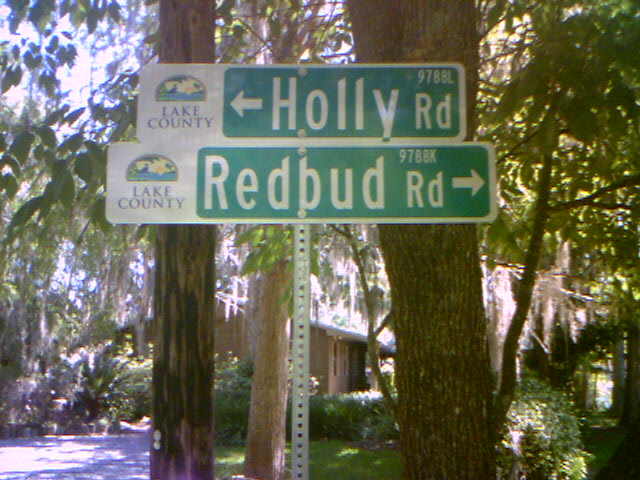 9788L
LAKE
COUNTY
← Holly Rd
9788K
LAKE
COUNTY
Redbud Rd →